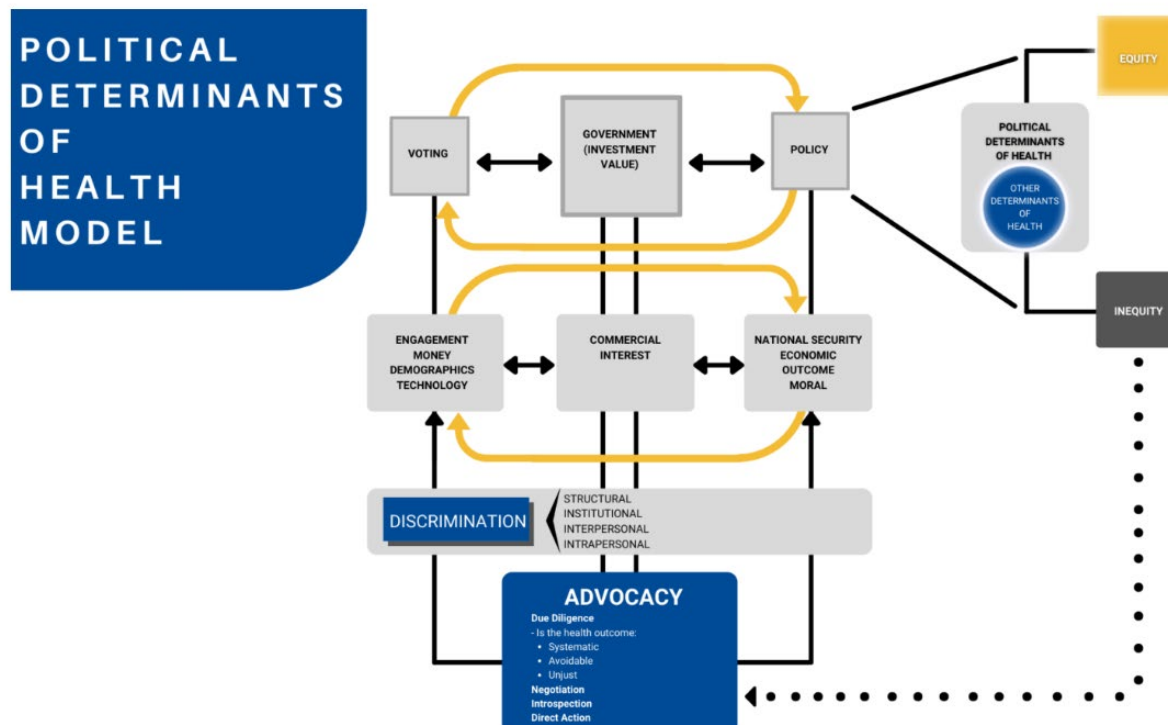 POLITICAL
DETERMINANTS
OF
HEALTH
MODEL
VOTING
GOVERNMENT
(INVESTMENT
VALUE)
POLICY
EQUITY
POLITICAL
DETERMINANTS
OF HEALTH
OTHER
DETERMINANTS
OF
HEALTH
INEQUITY
ENGAGEMENT
MONEY
DEMOGRAPHICS
TECHNOLOGY
COMMERCIAL
INTEREST
NATIONAL SECURITY
ECONOMIC
OUTCOME
MORAL
DISCRIMINATION
STRUCTURAL
INSTITUTIONAL
INTERPERSONAL
INTRAPERSONAL
ADVOCACY
Due Diligence
- Is the health outcome:
• Systematic
• Avoidable
• Unjust
Negotiation
Introspection
Direct Action